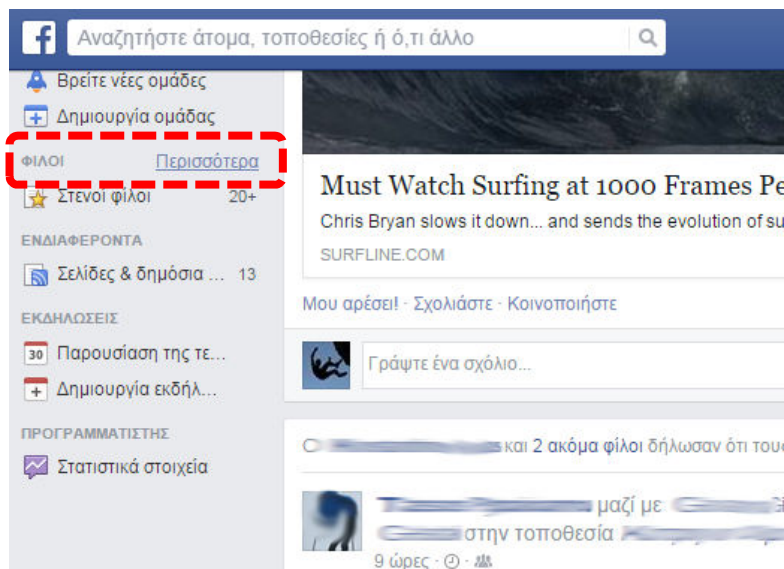 f
Αναζητήστε άτομα, τοποθεσίες ή ό,τι άλλο
Βρείτε νέες ομάδες
Δημιουργία ομάδας
ΦΙΛΟΙ Περισσότερα
Στενοί φίλοι 20+
ΕΝΔΙΑΦΕΡΟΝΤΑ
Σελίδες & δημόσια ... 13
ΕΚΔΗΛΩΣΕΙΣ
30 Παρουσίαση της τε...
Δημιουργία εκδήλ...
ΠΡΟΓΡΑΜΜΑΤΙΣΤΗΣ
Στατιστικά στοιχεία
Must Watch Surfing at 1000 Frames Pe
Chris Bryan slows it down... and sends the evolution of su
SURFLINE.COM
Μου αρέσει! · Σχολιάστε · Κοινοποιήστε
Γράψτε ένα σχόλιο...
και 2 ακόμα φίλοι δήλωσαν ότι του
μαζί με
στην τοποθεσία
9 ώρες